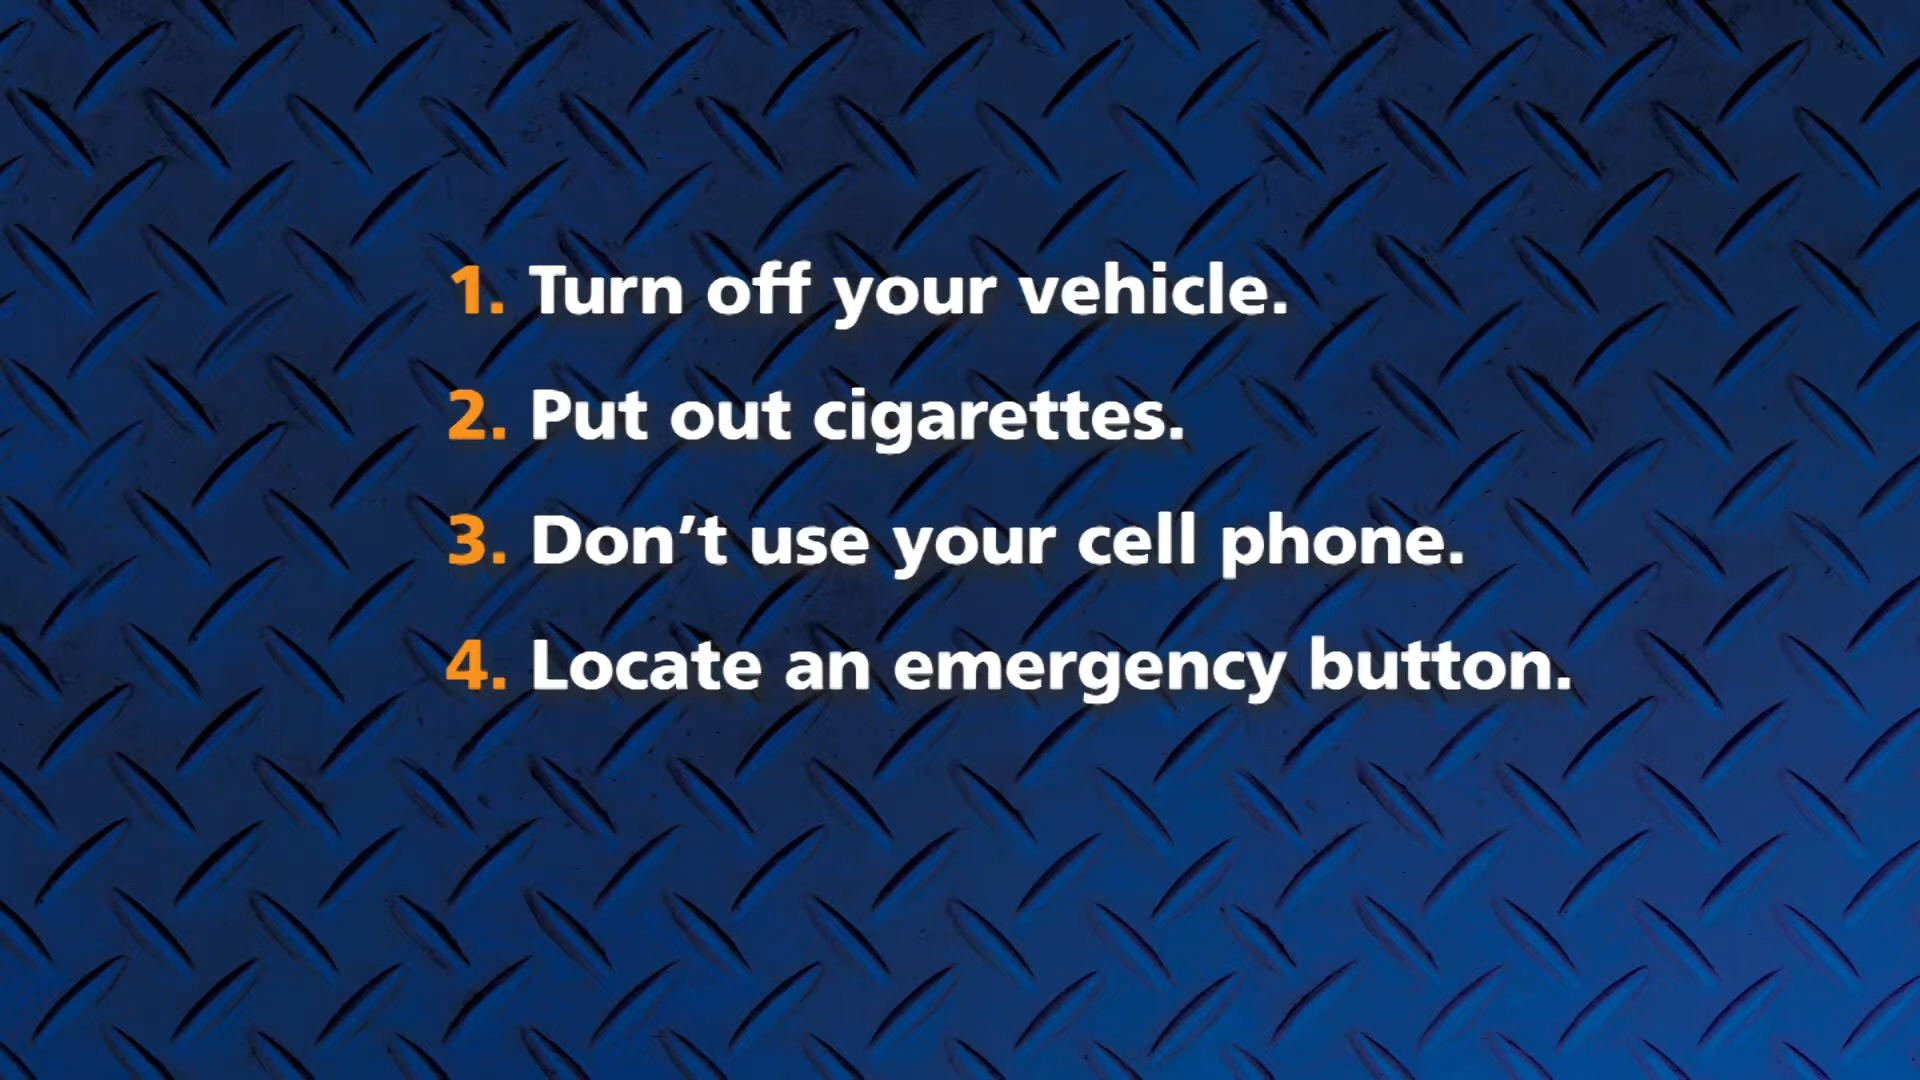 1. Turn off your vehicle.
2. Put out cigarettes.
3. Don’t use your cell phone.
4. Locate an emergency button.